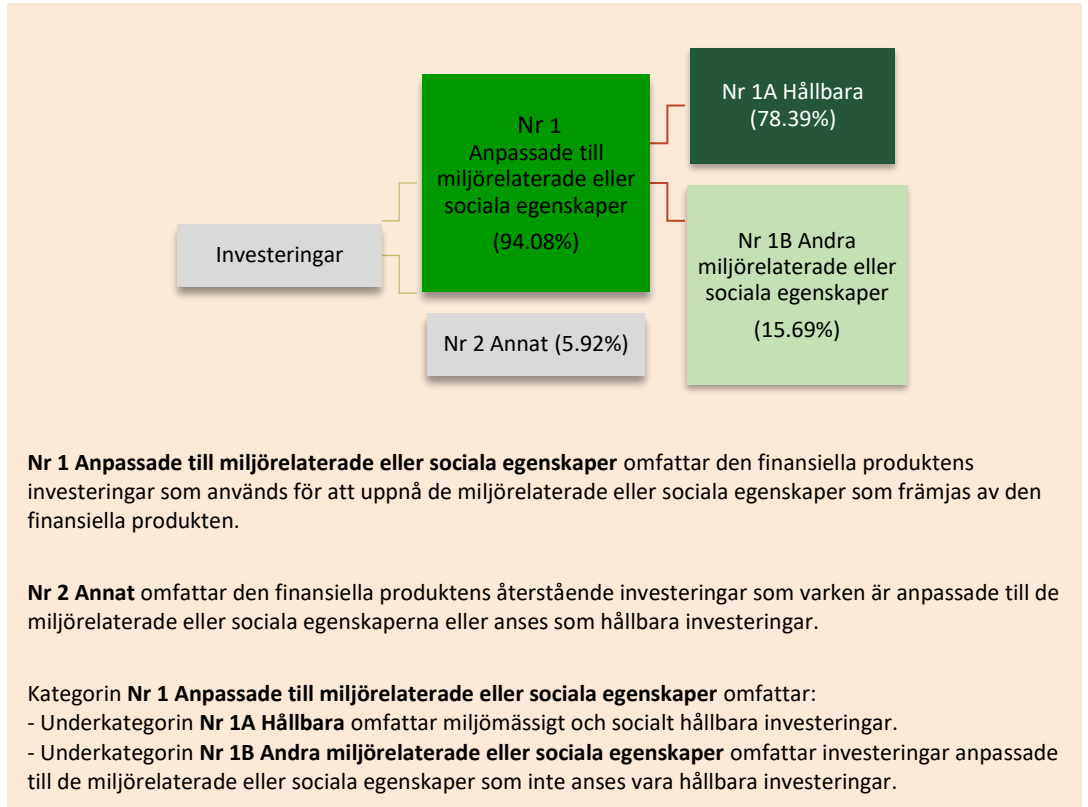 Investeringar
Nr 1
Anpassade till
miljörelaterade eller
sociala egenskaper
(94.08%)
Nr 2 Annat (5.92%)
Nr 1A Hållbara
(78.39%)
Nr 1B Andra
miljörelaterade eller
sociala egenskaper
(15.69%)
Nr 1 Anpassade till miljörelaterade eller sociala egenskaper omfattar den finansiella produktens
investeringar som används för att uppnå de miljörelaterade eller sociala egenskaper som främjas av den
finansiella produkten.
Nr 2 Annat omfattar den finansiella produktens återstående investeringar som varken är anpassade till de
miljörelaterade eller sociala egenskaperna eller anses som hållbara investeringar.
Kategorin Nr 1 Anpassade till miljörelaterade eller sociala egenskaper omfattar:
- Underkategorin Nr 1A Hållbara omfattar miljömässigt och socialt hållbara investeringar.
- Underkategorin Nr 1B Andra miljörelaterade eller sociala egenskaper omfattar investeringar anpassade
till de miljörelaterade eller sociala egenskaper som inte anses vara hållbara investeringar.